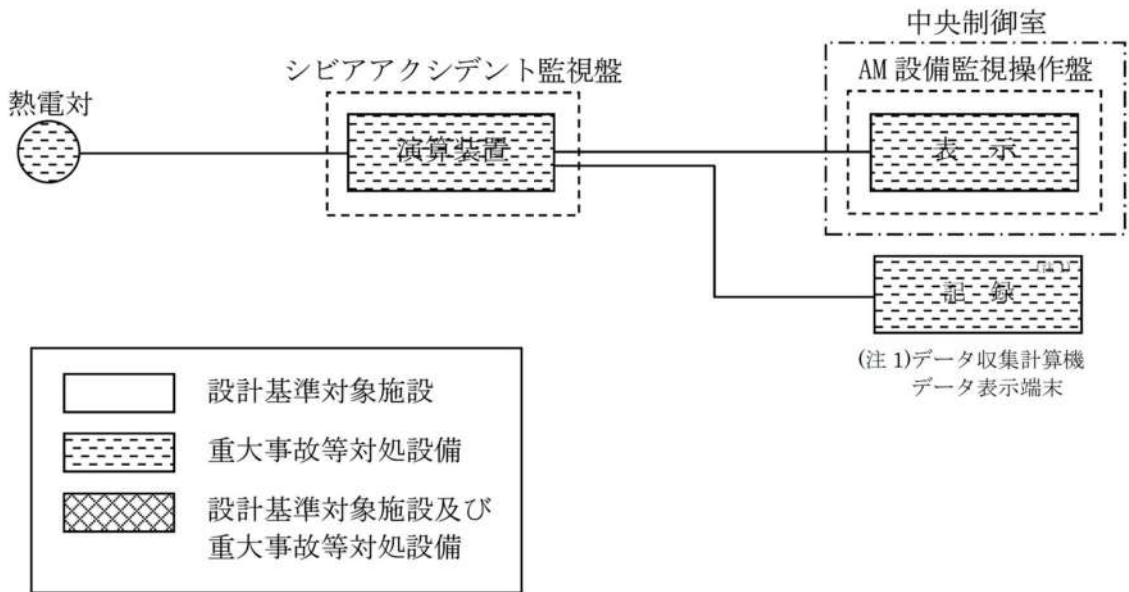 中央制御室
シビアアクシデント監視盤
AM 設備監視操作盤
熱電対
演算装置
表 示
(注 1)
記 録
(注 1)データ収集計算機
データ表示端末
設計基準対象施設
重大事故等対処設備
設計基準対象施設及び
重大事故等対処設備